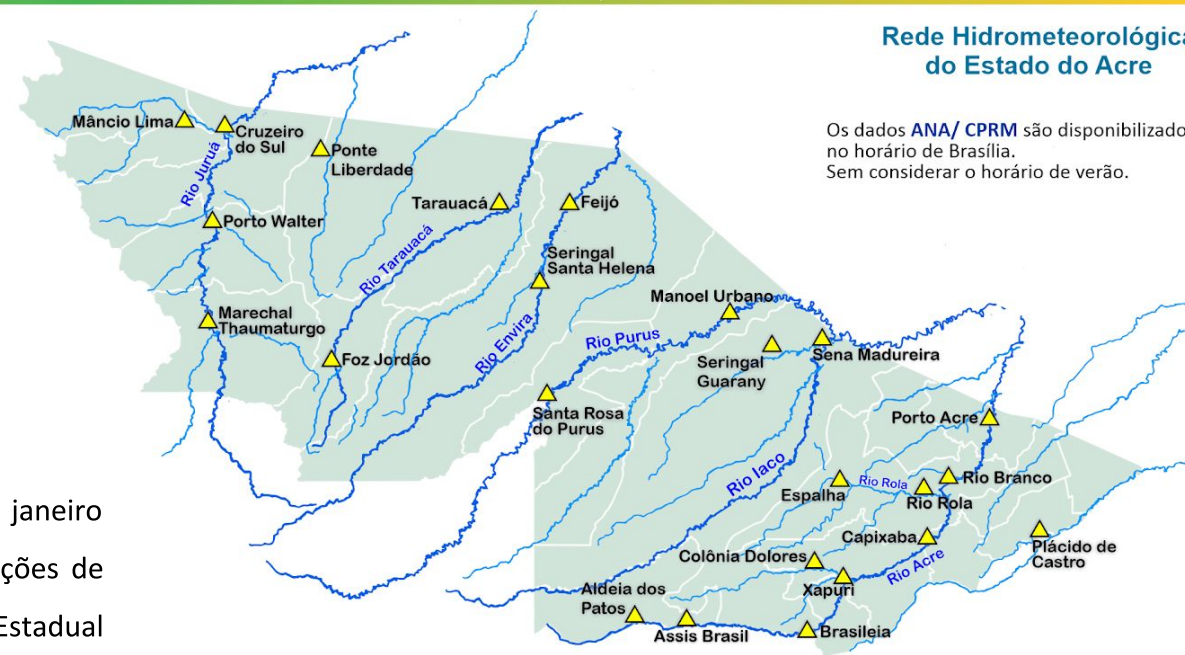 Rede Hidrometeorológica
do Estado do Acre
Os dados ANA/ CPRM são disponibilizado
no horário de Brasília.
Sem considerar o horário de verão.
Mâncio Lima
Cruzeiro
do Sul
Ponte
Liberdade
Rio Juruá
Porto Walter
Tarauacá
Feijó
Rio Tarauacá
Seringal
Santa Helena
Marechal
Thaumaturgo
Foz Jordão
Rio Envira
Manoel Urbano
Rio Purus
Seringal
Guarany
Sena Madureira
Santa Rosa
do Purus
Porto Acre
Rio Iaco
Espalha
Rio Rola
Rio Rola
Rio Branco
Capixaba
Plácido de
Castro
Colônia Dolores
Rio Acre
Xapuri
Aldeia dos
Patos
Assis Brasil
Brasileia
janeiro
ções de
Estadual